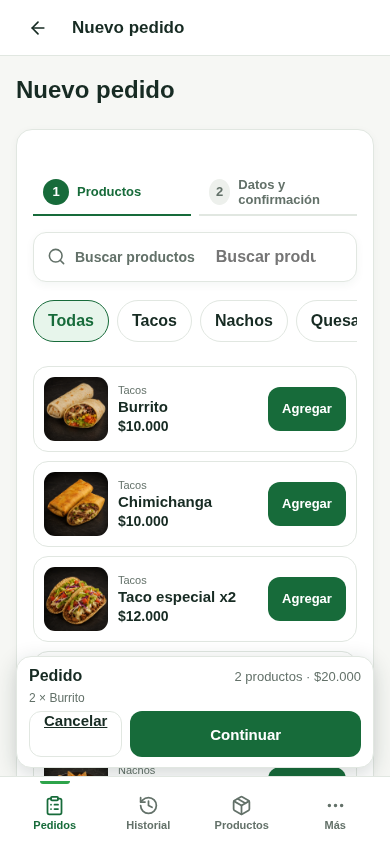 Nuevo pedido
Nuevo pedido
1 Productos
2 Datos y confirmación
Buscar productos Buscar produ
Todas Tacos Nachos Quesa
Tacos
Burrito
$10.000
Agregar
Tacos
Chimichanga
$10.000
Agregar
Tacos
Taco especial x2
$12.000
Agregar
Pedido
2 productos · $20.000
2 × Burrito
Cancelar
Continuar
Nachos
Pedidos
Historial
Productos
Más